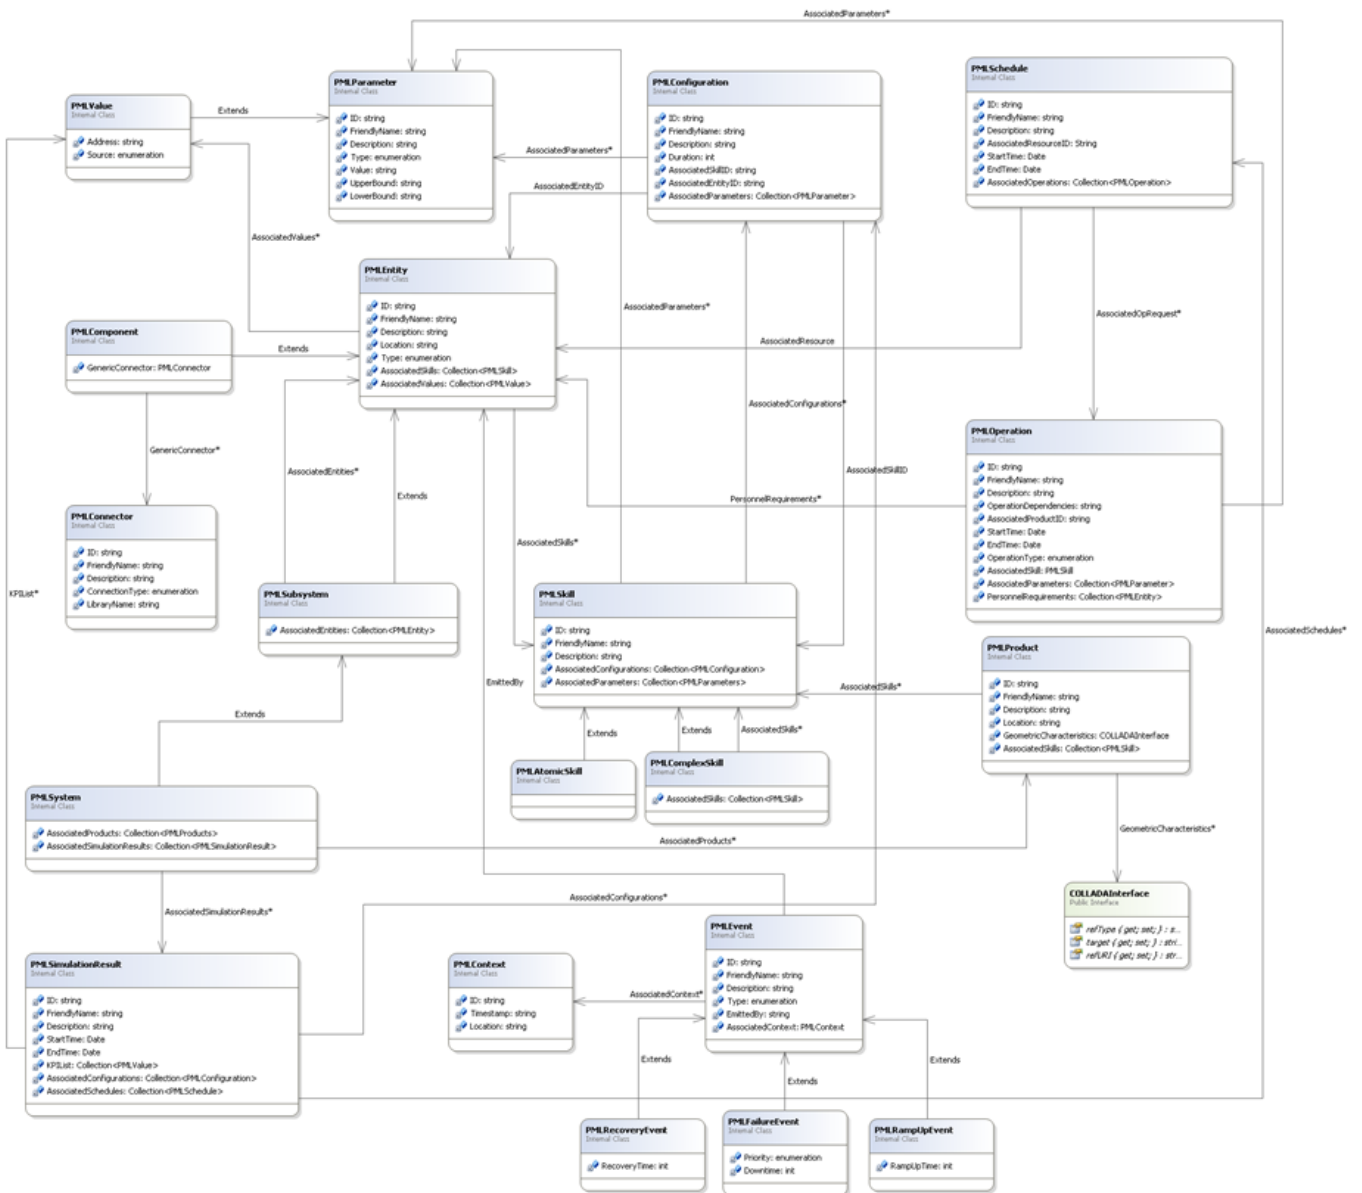 AssociatedParameters*
PMLParameter
Internal Class
ID: string
FriendlyName: string
Description: string
Type: enumeration
Value: string
UpperBound: string
LowerBound: string
PMLConfiguration
Internal Class
ID: string
FriendlyName: string
Description: string
Duration: int
AssociatedSkillID: string
AssociatedEntityID: string
AssociatedParameters: Collection<PMLParameter>
PMLSchedule
Internal Class
ID: string
FriendlyName: string
Description: string
AssociatedResourceID: String
StartTime: Date
EndTime: Date
AssociatedOperations: Collection<PMLOperation>
PMLValue
Internal Class
Address: string
Source: enumeration
Extends
AssociatedParameters*
AssociatedEntityID
AssociatedValues*
PMLEntity
Internal Class
ID: string
FriendlyName: string
Description: string
Location: string
Type: enumeration
AssociatedSkills: Collection<PMLSkill>
AssociatedValues: Collection<PMLValue>
AssociatedParameters*
AssociatedOpRequest*
PMLComponent
Internal Class
GenericConnector: PMLConnector
Extends
AssociatedResource
AssociatedConfigurations*
GenericConnector*
AssociatedEntities*
Extends
AssociatedSkillID
PersonnelRequirements*
PMLOperation
Internal Class
ID: string
FriendlyName: string
Description: string
OperationDependencies: string
AssociatedProductID: string
StartTime: Date
EndTime: Date
OperationType: enumeration
AssociatedSkill: PMLSkill
AssociatedParameters: Collection<PMLParameter>
PersonnelRequirements: Collection<PMLEntity>
PMLConnector
Internal Class
ID: string
FriendlyName: string
Description: string
ConnectionType: enumeration
LibraryName: string
AssociatedSkills*
KPIList*
PMLSubsystem
Internal Class
AssociatedEntities: Collection<PMLEntity>
PMLSkill
Internal Class
ID: string
FriendlyName: string
Description: string
AssociatedConfigurations: Collection<PMLConfiguration>
AssociatedParameters: Collection<PMLParameters>
AssociatedSchedules*
PMLProduct
Internal Class
ID: string
FriendlyName: string
Description: string
Location: string
GeometricCharacteristics: COLLADAInterface
AssociatedSkills: Collection<PMLSkill>
EmittedBy
AssociatedSkills*
Extends
Extends
Extends
AssociatedSkills*
PMLAtomicSkill
Internal Class
PMLComplexSkill
Internal Class
AssociatedSkills: Collection<PMLSkill>
PMLSystem
Internal Class
AssociatedProducts: Collection<PMLProducts>
AssociatedSimulationResults: Collection<PMLSimulationResult>
AssociatedProducts*
GeometricCharacteristics*
AssociatedSimulationResults*
AssociatedConfigurations*
COLLADAInterface
Public Interface
refType { get; set; } : s...
target { get; set; } : stri...
refURI { get; set; } : str...
PMLSimulationResult
Internal Class
ID: string
FriendlyName: string
Description: string
StartTime: Date
EndTime: Date
KPIList: Collection<PMLValue>
AssociatedConfigurations: Collection<PMLConfiguration>
AssociatedSchedules: Collection<PMLSchedule>
PMLContext
Internal Class
ID: string
Timestamp: string
Location: string
AssociatedContext*
PMLEvent
Internal Class
ID: string
FriendlyName: string
Description: string
Type: enumeration
EmittedBy: string
AssociatedContext: PMLContext
Extends
Extends
Extends
PMLRecoveryEvent
Internal Class
RecoveryTime: int
PMLFailureEvent
Internal Class
Priority: enumeration
Downtime: int
PMLRampUpEvent
Internal Class
RampUpTime: int